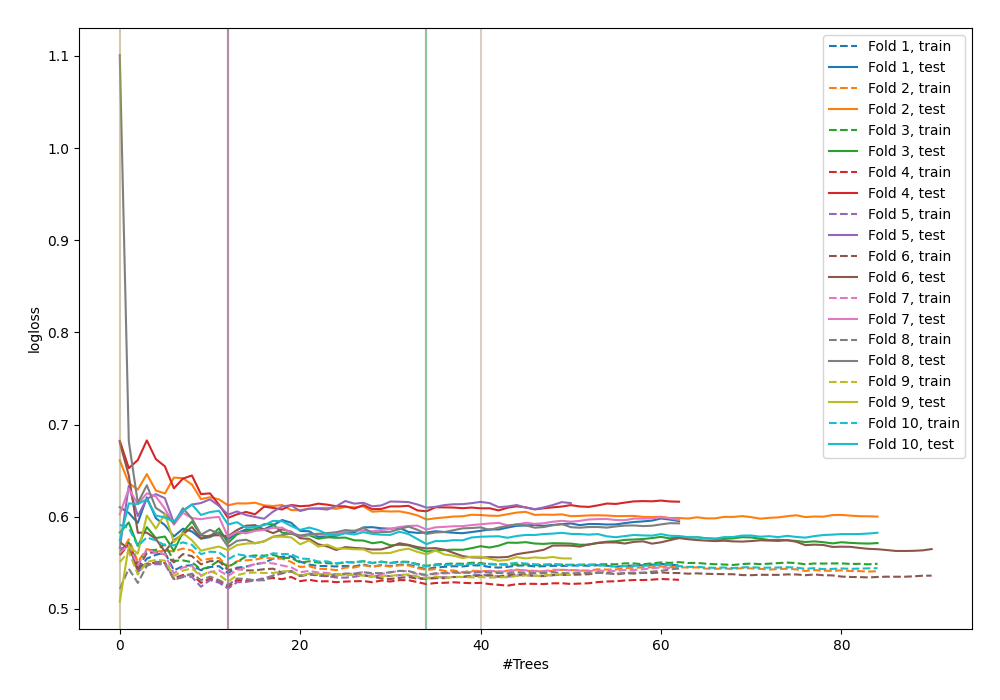 1.1
1.0
0.9
0.8
0.7
0.6
0.5
logloss
0
20
40
60
80
#Trees
Fold 1, train
Fold 1, test
Fold 2, train
Fold 2, test
Fold 3, train
Fold 3, test
Fold 4, train
Fold 4, test
Fold 5, train
Fold 5, test
Fold 6, train
Fold 6, test
Fold 7, train
Fold 7, test
Fold 8, train
Fold 8, test
Fold 9, train
Fold 9, test
Fold 10, train
Fold 10, test